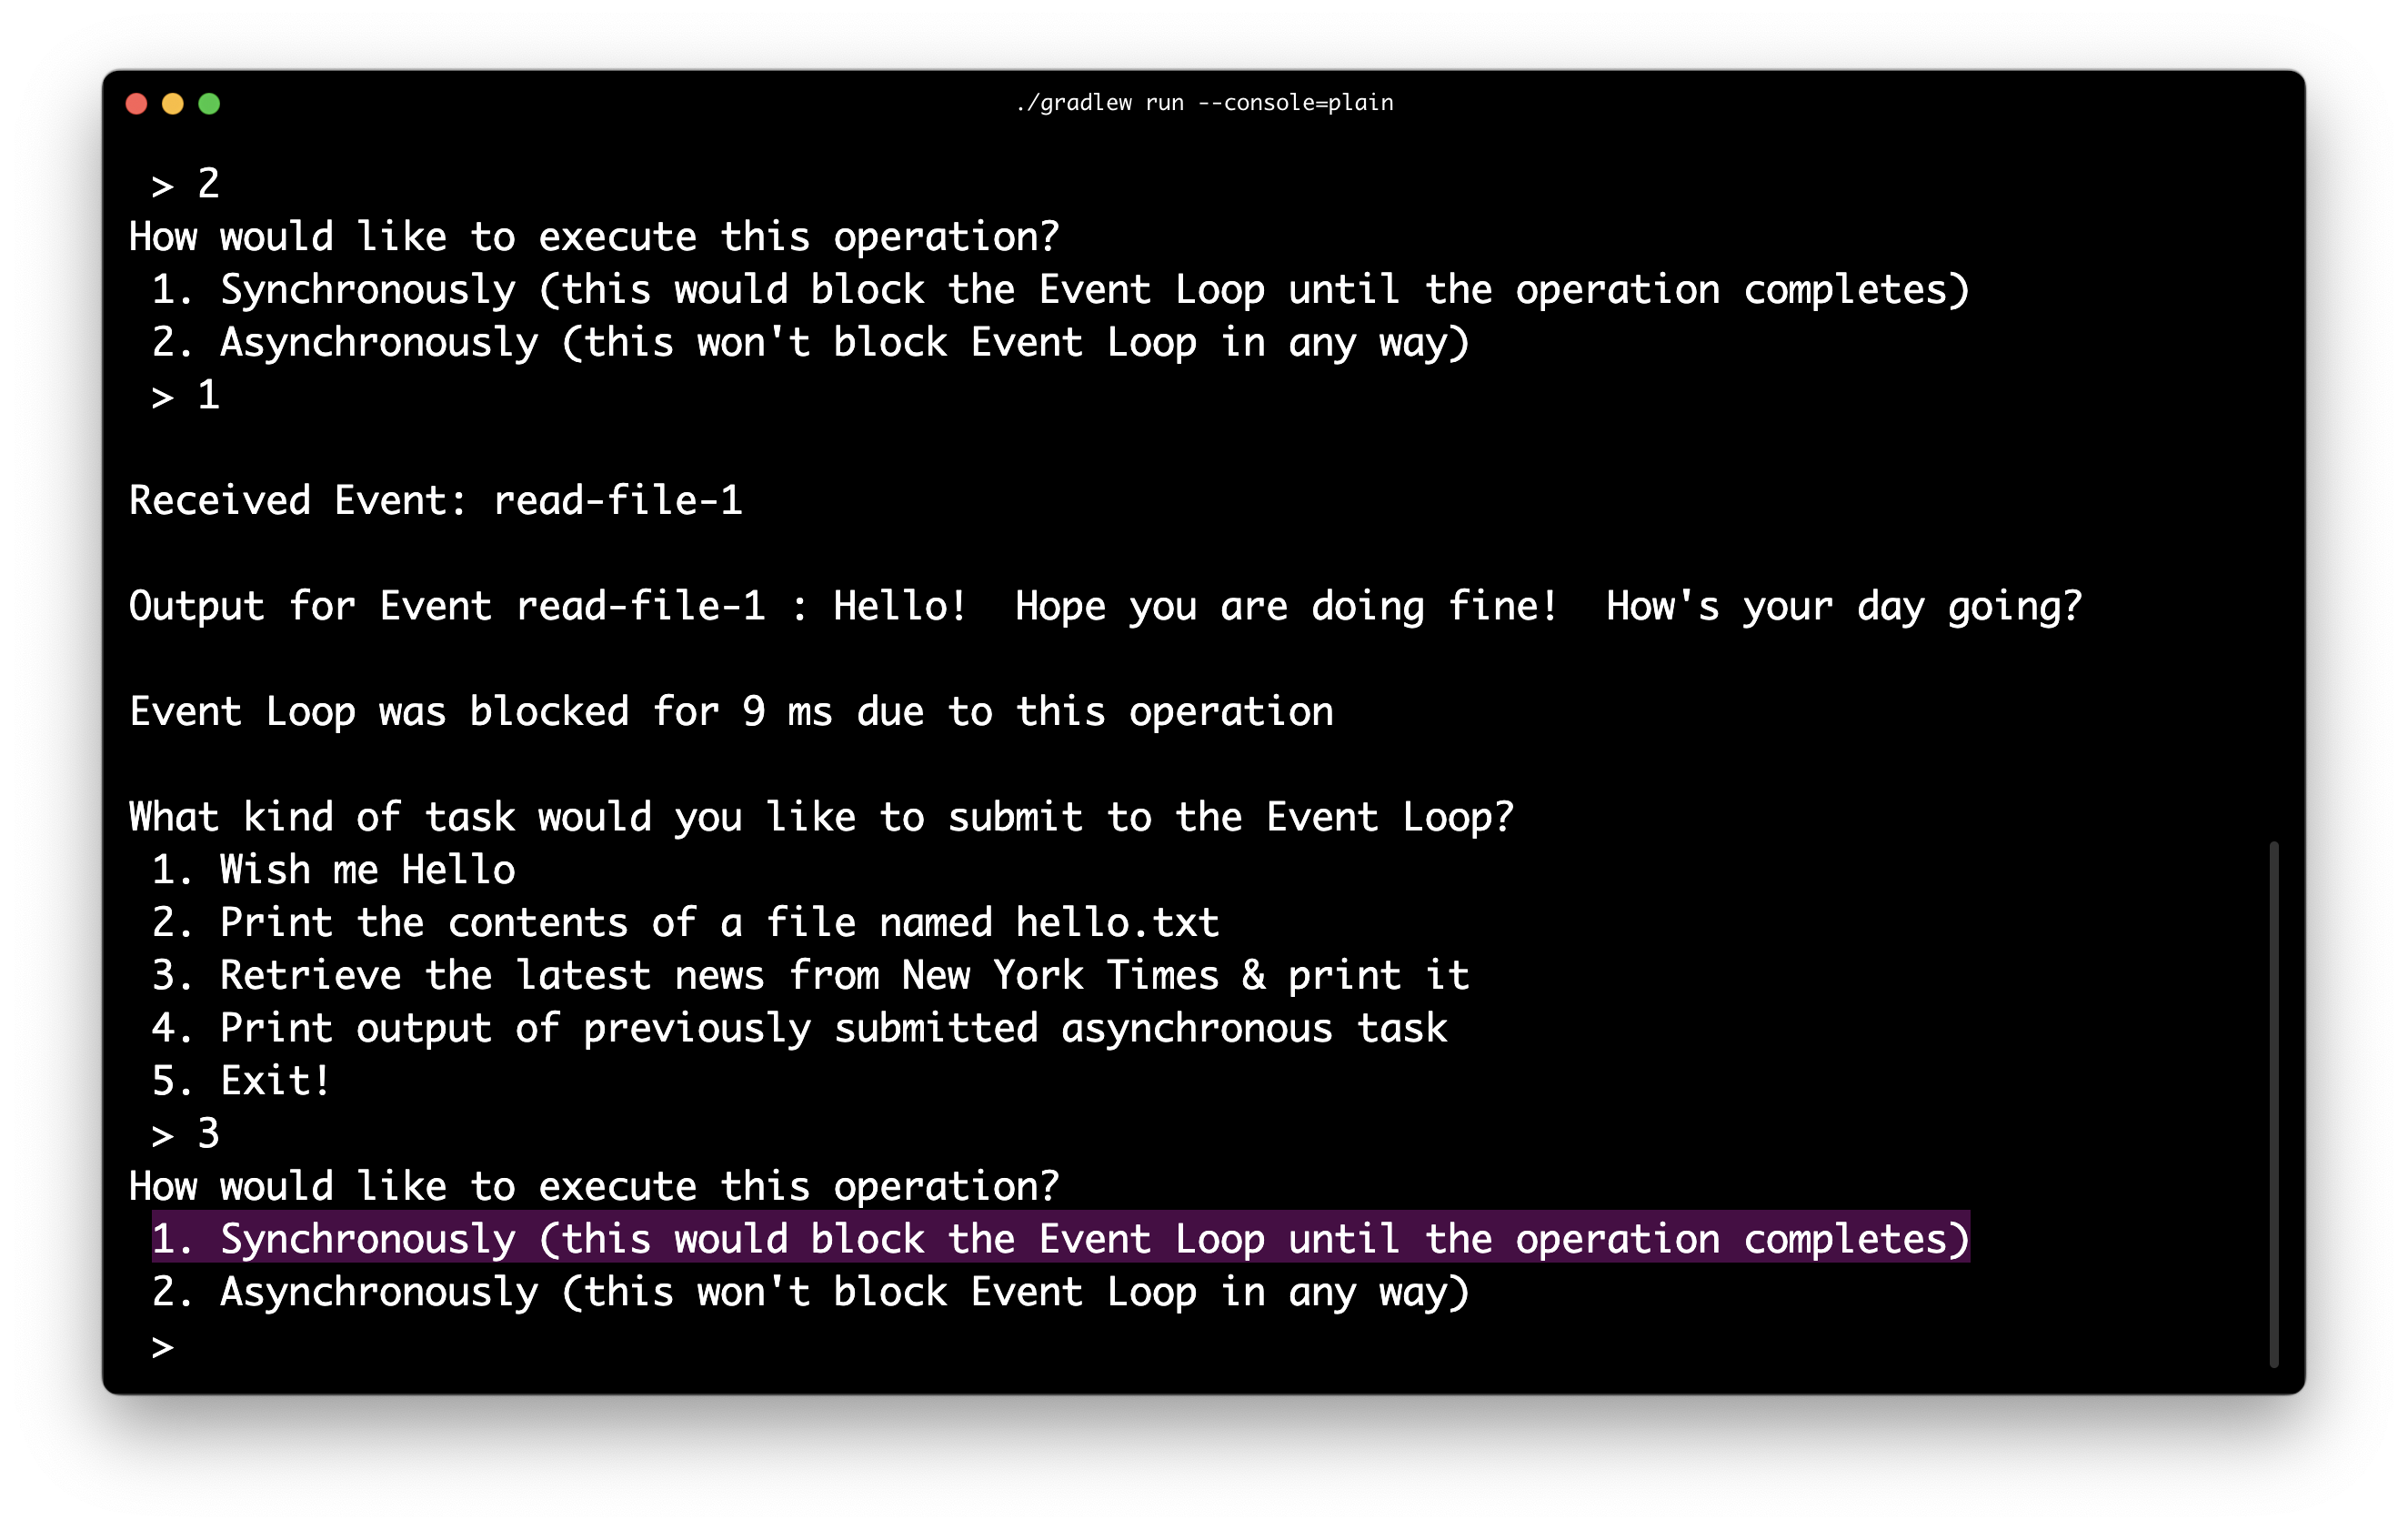 ./gradlew run --console=plain
> 2
How would like to execute this operation?
1. Synchronously (this would block the Event Loop until the operation completes)
2. Asynchronously (this won't block Event Loop in any way)
> 1
Received Event: read-file-1
Output for Event read-file-1 : Hello!  Hope you are doing fine!  How's your day going?
Event Loop was blocked for 9 ms due to this operation
What kind of task would you like to submit to the Event Loop?
1. Wish me Hello
2. Print the contents of a file named hello.txt
3. Retrieve the latest news from New York Times & print it
4. Print output of previously submitted asynchronous task
5. Exit!
> 3
How would like to execute this operation?
1. Synchronously (this would block the Event Loop until the operation completes)
2. Asynchronously (this won't block Event Loop in any way)
>